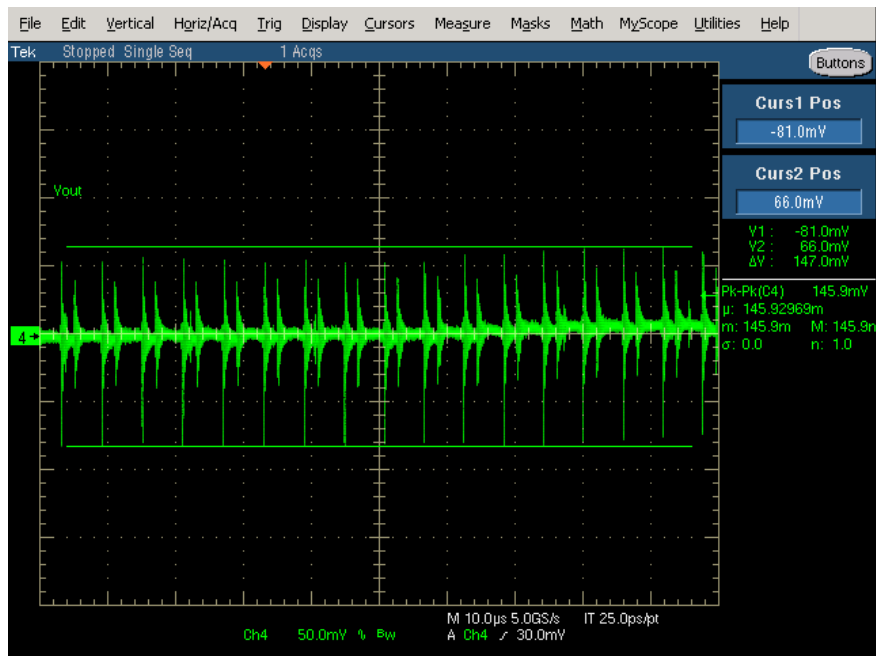 File Edit Vertical Horiz/Acq Trig Display Cursors Measure Masks Math MyScope Utilities Help
Tek Stopped Single Seq 1 Acqs
Buttons
Curs1 Pos
-81.0mV
Curs2 Pos
66.0mV
Vout
V1 : -81.0mV
V2 : 66.0mV
ΔV : 147.0mV
Pk-Pk(C4) 145.9mV
µ: 145.92969m
m: 145.9m M: 145.9m
σ: 0.0 n: 1.0
4
M 10.0µs 5.0GS/s IT 25.0ps/pt
Ch4 50.0mV ∿ Bw A Ch4 ∕ 30.0mV